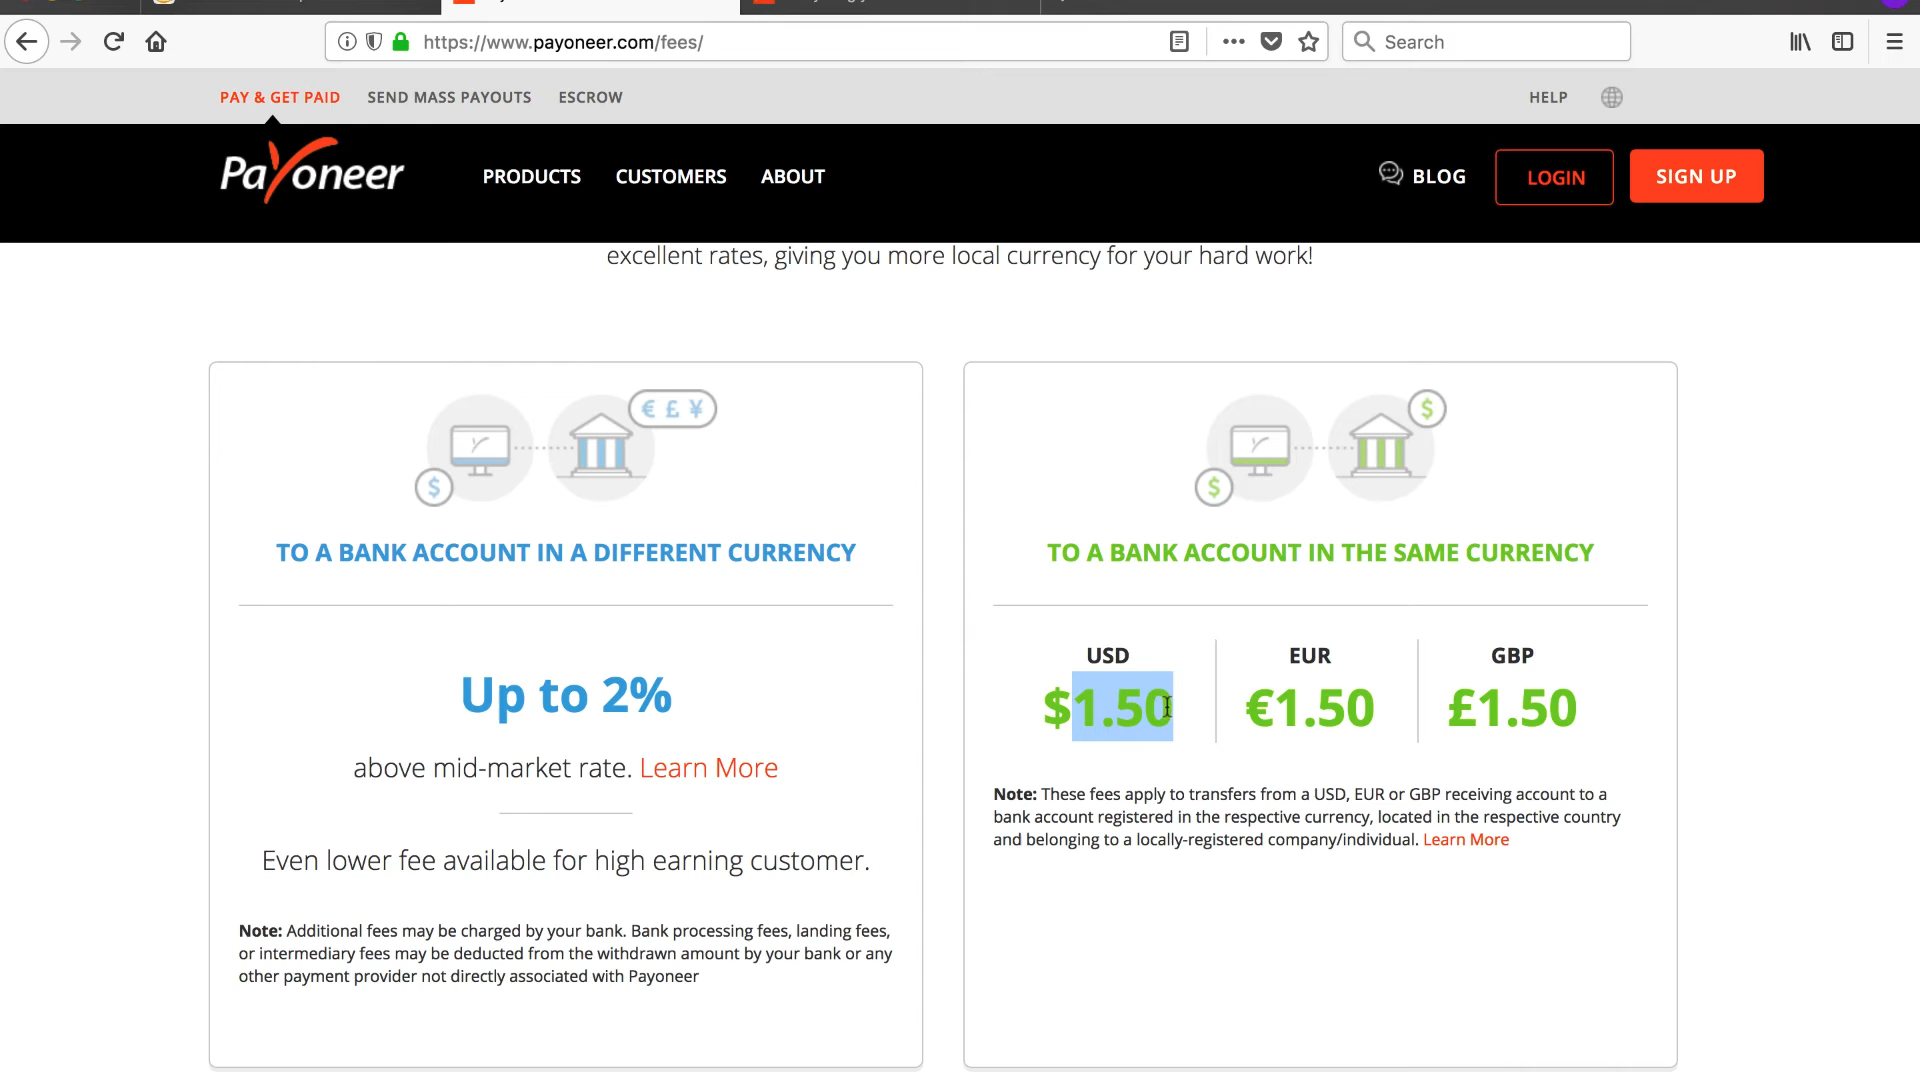 https://www.payoneer.com/fees/
Search
PAY & GET PAID
SEND MASS PAYOUTS
ESCROW
HELP
Payoneer
PRODUCTS
CUSTOMERS
ABOUT
BLOG
LOGIN
SIGN UP
excellent rates, giving you more local currency for your hard work!
€ £ ¥
$
TO A BANK ACCOUNT IN A DIFFERENT CURRENCY
Up to 2%
above mid-market rate. Learn More
Even lower fee available for high earning customer.
Note: Additional fees may be charged by your bank. Bank processing fees, landing fees,
or intermediary fees may be deducted from the withdrawn amount by your bank or any
other payment provider not directly associated with Payoneer
$
$
TO A BANK ACCOUNT IN THE SAME CURRENCY
USD
$1.50
EUR
€1.50
GBP
£1.50
Note: These fees apply to transfers from a USD, EUR or GBP receiving account to a
bank account registered in the respective currency, located in the respective country
and belonging to a locally-registered company/individual. Learn More